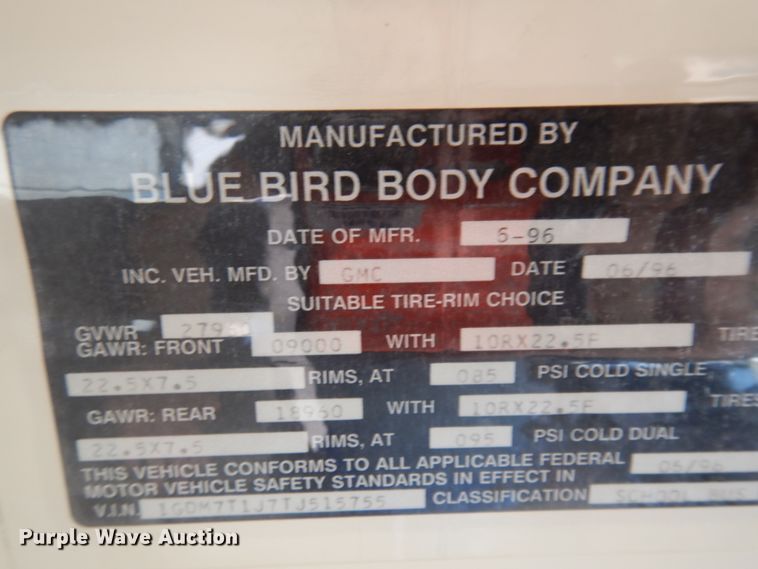 MANUFACTURED BY
BLUE BIRD BODY COMPANY
DATE OF MFR. 5-96
INC. VEH. MFD. BY GMC DATE 06/96
SUITABLE TIRE-RIM CHOICE
GVWR 279
GAWR: FRONT 09000 WITH 10RX22.5F TIRE
22.5X7.5 RIMS, AT 085 PSI COLD SINGLE
GAWR: REAR 18960 WITH 10RX22.5F TIRES
22.5X7.5 RIMS, AT 095 PSI COLD DUAL
THIS VEHICLE CONFORMS TO ALL APPLICABLE FEDERAL 06/96
MOTOR VEHICLE SAFETY STANDARDS IN EFFECT IN
V.I.N. 1GDM7T1J7TJ515755 CLASSIFICATION SCHOOL BUS
Purple Wave Auction